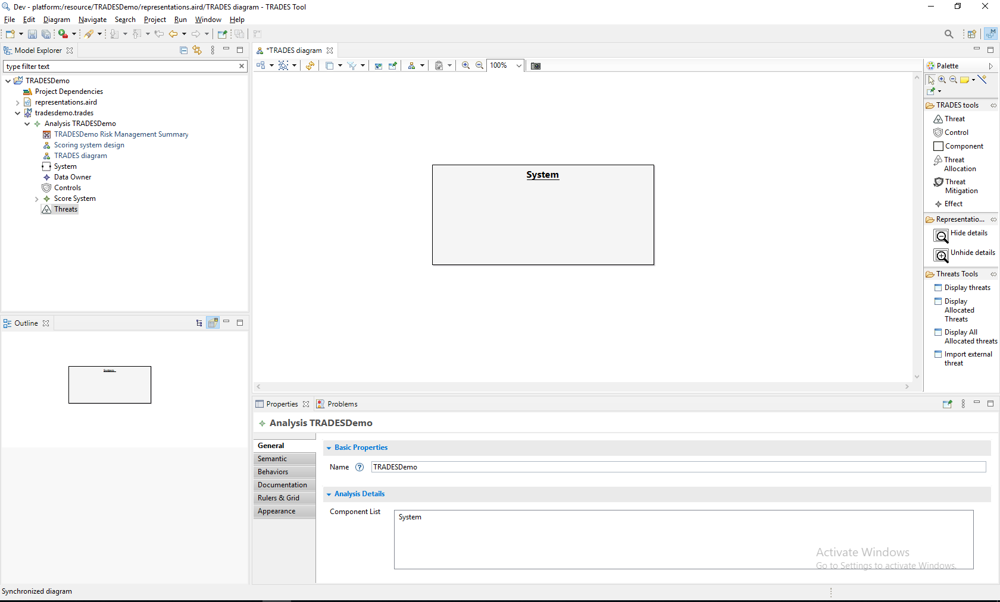 Dev - platform:/resource/TRADESDemo/representations.aird/TRADES diagram - TRADES Tool
File Edit Diagram Navigate Search Project Run Window Help
Model Explorer
type filter text
TRADESDemo
Project Dependencies
representations.aird
tradesdemo.trades
Analysis TRADESDemo
TRADESDemo Risk Management Summary
Scoring system design
TRADES diagram
System
Data Owner
Controls
Score System
Threats
Outline
System
*TRADES diagram
100%
System
Palette
TRADES tools
Threat
Control
Component
Threat
Allocation
Threat
Mitigation
Effect
Representatio...
Hide details
Unhide details
Threats Tools
Display threats
Display
Allocated
Threats
Display All
Allocated threats
Import external
threat
Properties
Problems
Analysis TRADESDemo
General
Semantic
Behaviors
Documentation
Rulers & Grid
Appearance
Basic Properties
Name ? TRADESDemo
Analysis Details
Component List
System
Activate Windows
Go to Settings to activate Windows.
Synchronized diagram